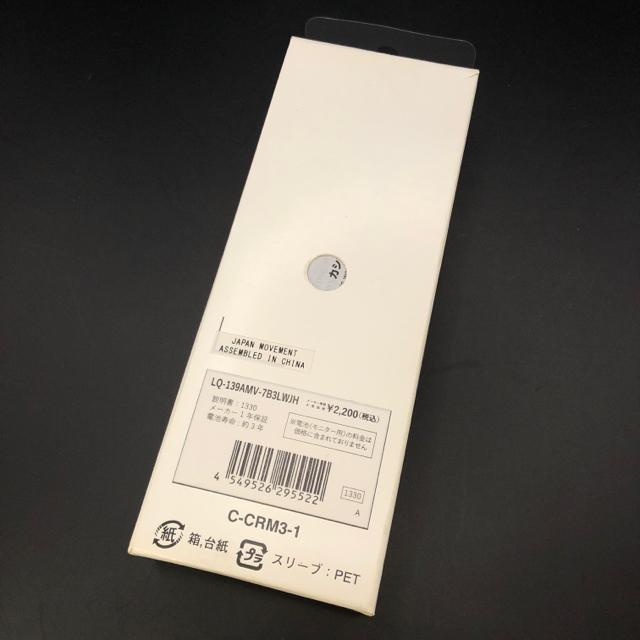 カシ
JAPAN MOVEMENT
ASSEMBLED IN CHINA
LQ-139AMV-7B3LWJH ¥2,200(税込)
説明書：1330
メーカー1年保証
電池寿命：約3年
※電池(モニター用)の料金は
価格に含まれておりません
4 549526 295522
1330
A
C-CRM3-1
紙 箱,台紙
プラ スリーブ：PET